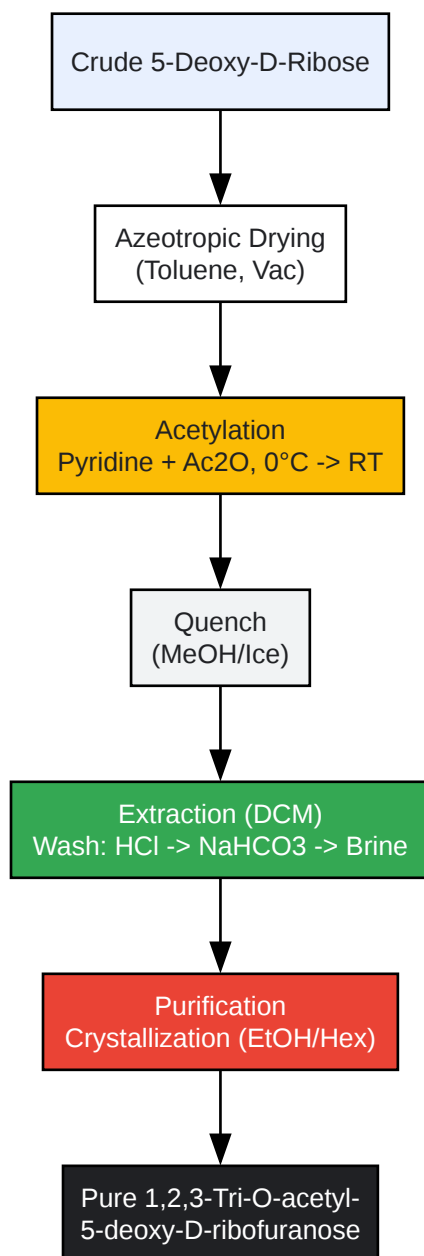 Crude 5-Deoxy-D-Ribose
Azeotropic Drying
(Toluene, Vac)
Acetylation
Pyridine + Ac2O, 0°C -> RT
Quench
(MeOH/Ice)
Extraction (DCM)
Wash: HCl -> NaHCO3 -> Brine
Purification
Crystallization (EtOH/Hex)
Pure 1,2,3-Tri-O-acetyl-
5-deoxy-D-ribofuranose